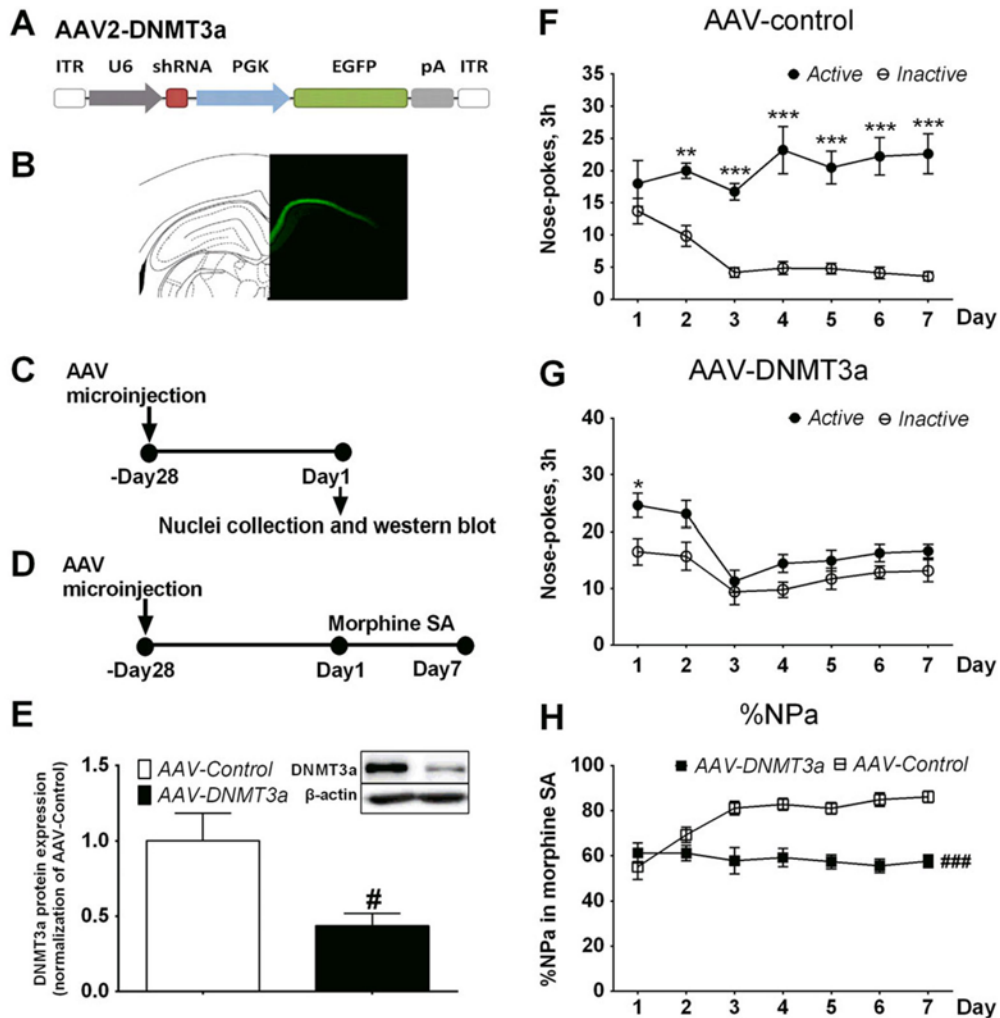 A
AAV2-DNMT3a
ITR U6 shRNA PGK EGFP pA ITR
B
C
AAV
microinjection
-Day28 Day1
Nuclei collection and western blot
D
AAV
microinjection
Morphine SA
-Day28 Day1 Day7
E
DNMT3a protein expression
(normalization of AAV-Control)
1.5
1.0
0.5
0.0
AAV-Control
AAV-DNMT3a
DNMT3a
β-actin
#
F
AAV-control
Active Inactive
Nose-pokes, 3h
35
30
25
20
15
10
5
0
** *** *** *** *** ***
1 2 3 4 5 6 7 Day
G
AAV-DNMT3a
Active Inactive
Nose-pokes, 3h
40
30
20
10
0
*
1 2 3 4 5 6 7 Day
H
%NPa
AAV-DNMT3a AAV-Control
%NPa in morphine SA
100
80
60
40
20
0
###
1 2 3 4 5 6 7 Day